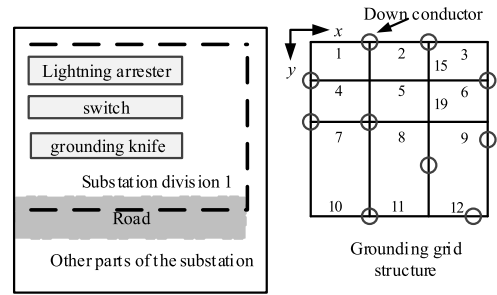 Lightning arrester
switch
grounding knife
Substation division 1
Road
Other parts of the substation
Down conductor
x
y
1 2 3
15
4 5 6
19
7 8 9
10 11 12
Grounding grid
structure